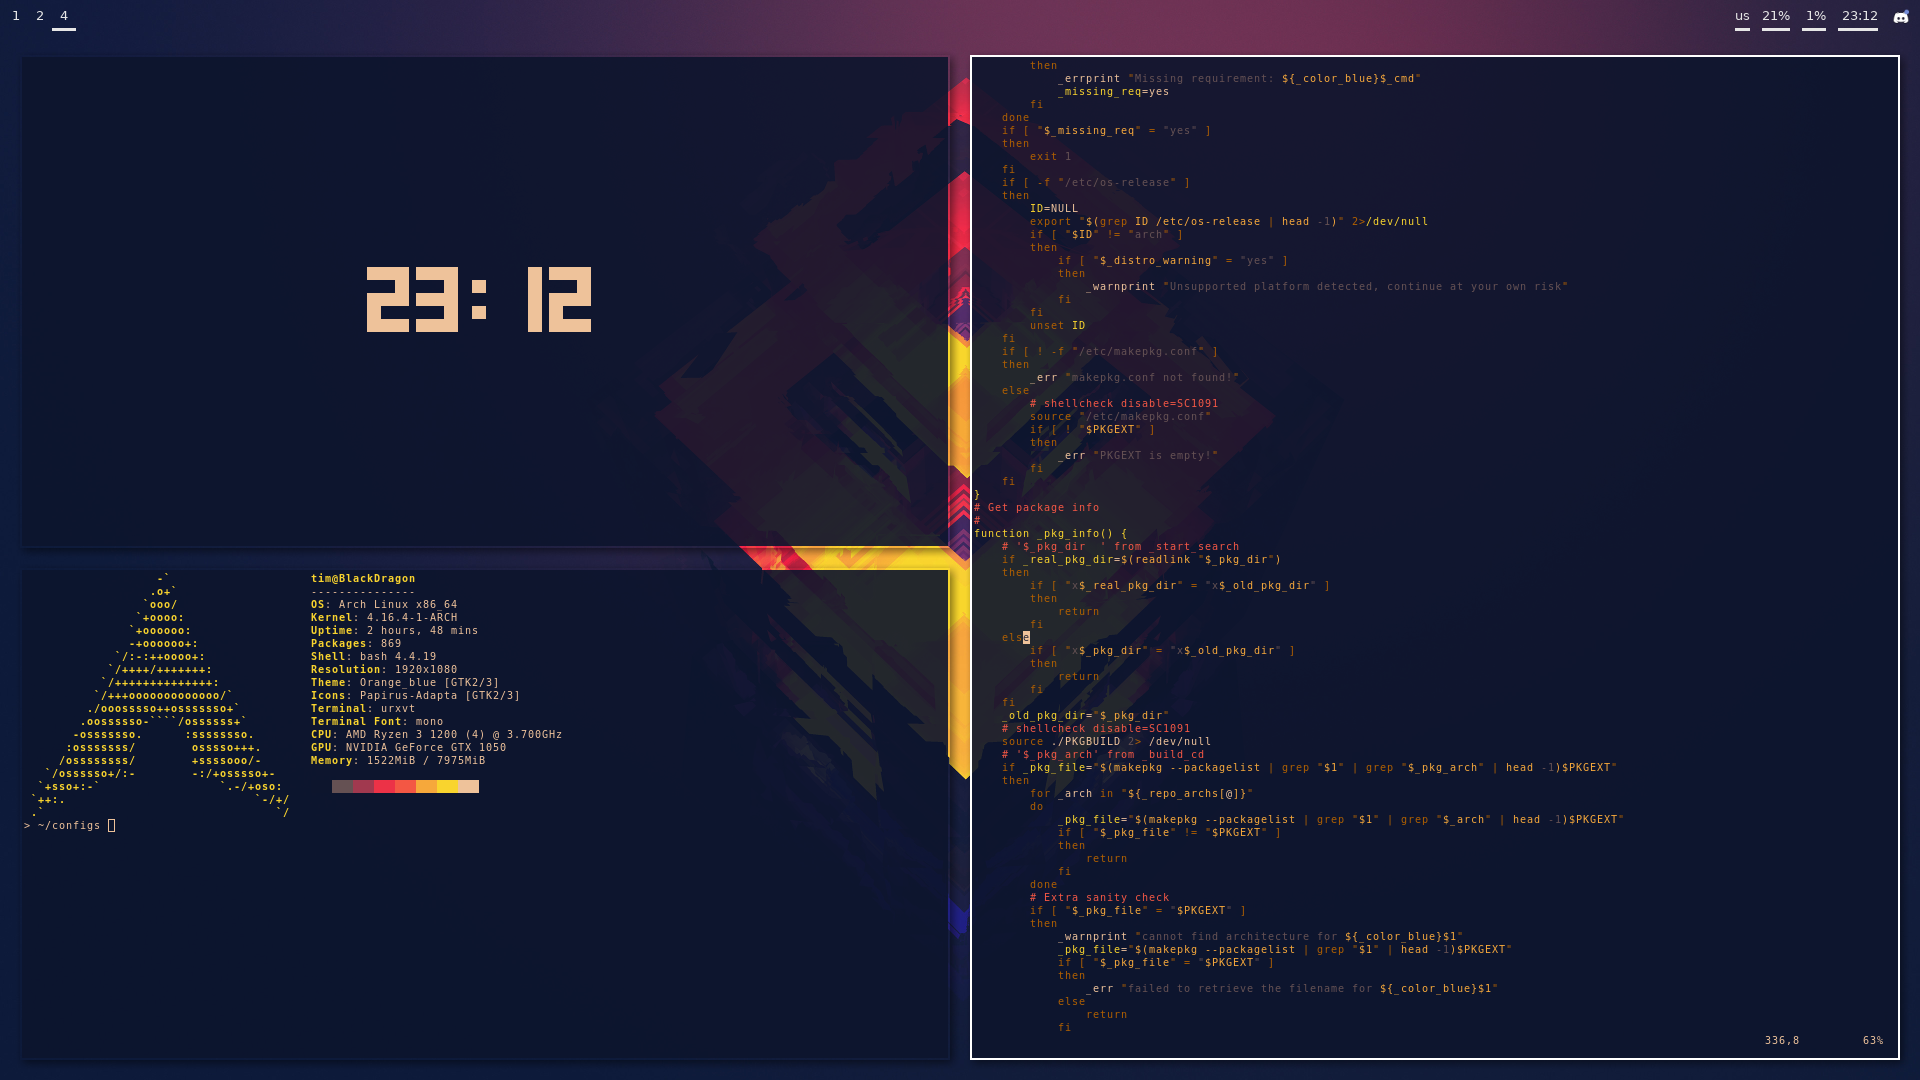 1 2 4
us 21% 1% 23:12
23:12
-`
.o+`
`ooo/
`+oooo:
`+oooooo:
-+oooooo+:
`/:-:++oooo+:
`/++++/+++++++:
`/++++++++++++++:
`/+++ooooooooooooo/`
./ooosssso++osssssso+`
.oossssso-````/ossssss+`
-osssssso.      :ssssssso.
:osssssss/        osssso+++.
/ossssssss/        +ssssooo/-
`/ossssso+/:-        -:/+osssso+-
`+sso+:-`                 `.-/+oso:
`++:.                           `-/+/
.`                                 `/
tim@BlackDragon
---------------
OS: Arch Linux x86_64
Kernel: 4.16.4-1-ARCH
Uptime: 2 hours, 48 mins
Packages: 869
Shell: bash 4.4.19
Resolution: 1920x1080
Theme: Orange_blue [GTK2/3]
Icons: Papirus-Adapta [GTK2/3]
Terminal: urxvt
Terminal Font: mono
CPU: AMD Ryzen 3 1200 (4) @ 3.700GHz
GPU: NVIDIA GeForce GTX 1050
Memory: 1522MiB / 7975MiB
> ~/configs
then
_errprint "Missing requirement: ${_color_blue}$_cmd"
_missing_req=yes
fi
done
if [ "$_missing_req" = "yes" ]
then
exit 1
fi
if [ -f "/etc/os-release" ]
then
ID=NULL
export "$(grep ID /etc/os-release | head -1)" 2>/dev/null
if [ "$ID" != "arch" ]
then
if [ "$_distro_warning" = "yes" ]
then
_warnprint "Unsupported platform detected, continue at your own risk"
fi
fi
unset ID
fi
if [ ! -f "/etc/makepkg.conf" ]
then
_err "makepkg.conf not found!"
else
# shellcheck disable=SC1091
source "/etc/makepkg.conf"
if [ ! "$PKGEXT" ]
then
_err "PKGEXT is empty!"
fi
fi
}
# Get package info
#
function _pkg_info() {
# '$_pkg_dir  ' from _start_search
if _real_pkg_dir=$(readlink "$_pkg_dir")
then
if [ "x$_real_pkg_dir" = "x$_old_pkg_dir" ]
then
return
fi
else
if [ "x$_pkg_dir" = "x$_old_pkg_dir" ]
then
return
fi
fi
_old_pkg_dir="$_pkg_dir"
# shellcheck disable=SC1091
source ./PKGBUILD 2> /dev/null
# '$_pkg_arch' from _build_cd
if _pkg_file="$(makepkg --packagelist | grep "$1" | grep "$_pkg_arch" | head -1)$PKGEXT"
then
for _arch in "${_repo_archs[@]}"
do
_pkg_file="$(makepkg --packagelist | grep "$1" | grep "$_arch" | head -1)$PKGEXT"
if [ "$_pkg_file" != "$PKGEXT" ]
then
return
fi
done
# Extra sanity check
if [ "$_pkg_file" = "$PKGEXT" ]
then
_warnprint "cannot find architecture for ${_color_blue}$1"
_pkg_file="$(makepkg --packagelist | grep "$1" | head -1)$PKGEXT"
if [ "$_pkg_file" = "$PKGEXT" ]
then
_err "failed to retrieve the filename for ${_color_blue}$1"
else
return
fi
336,8 63%